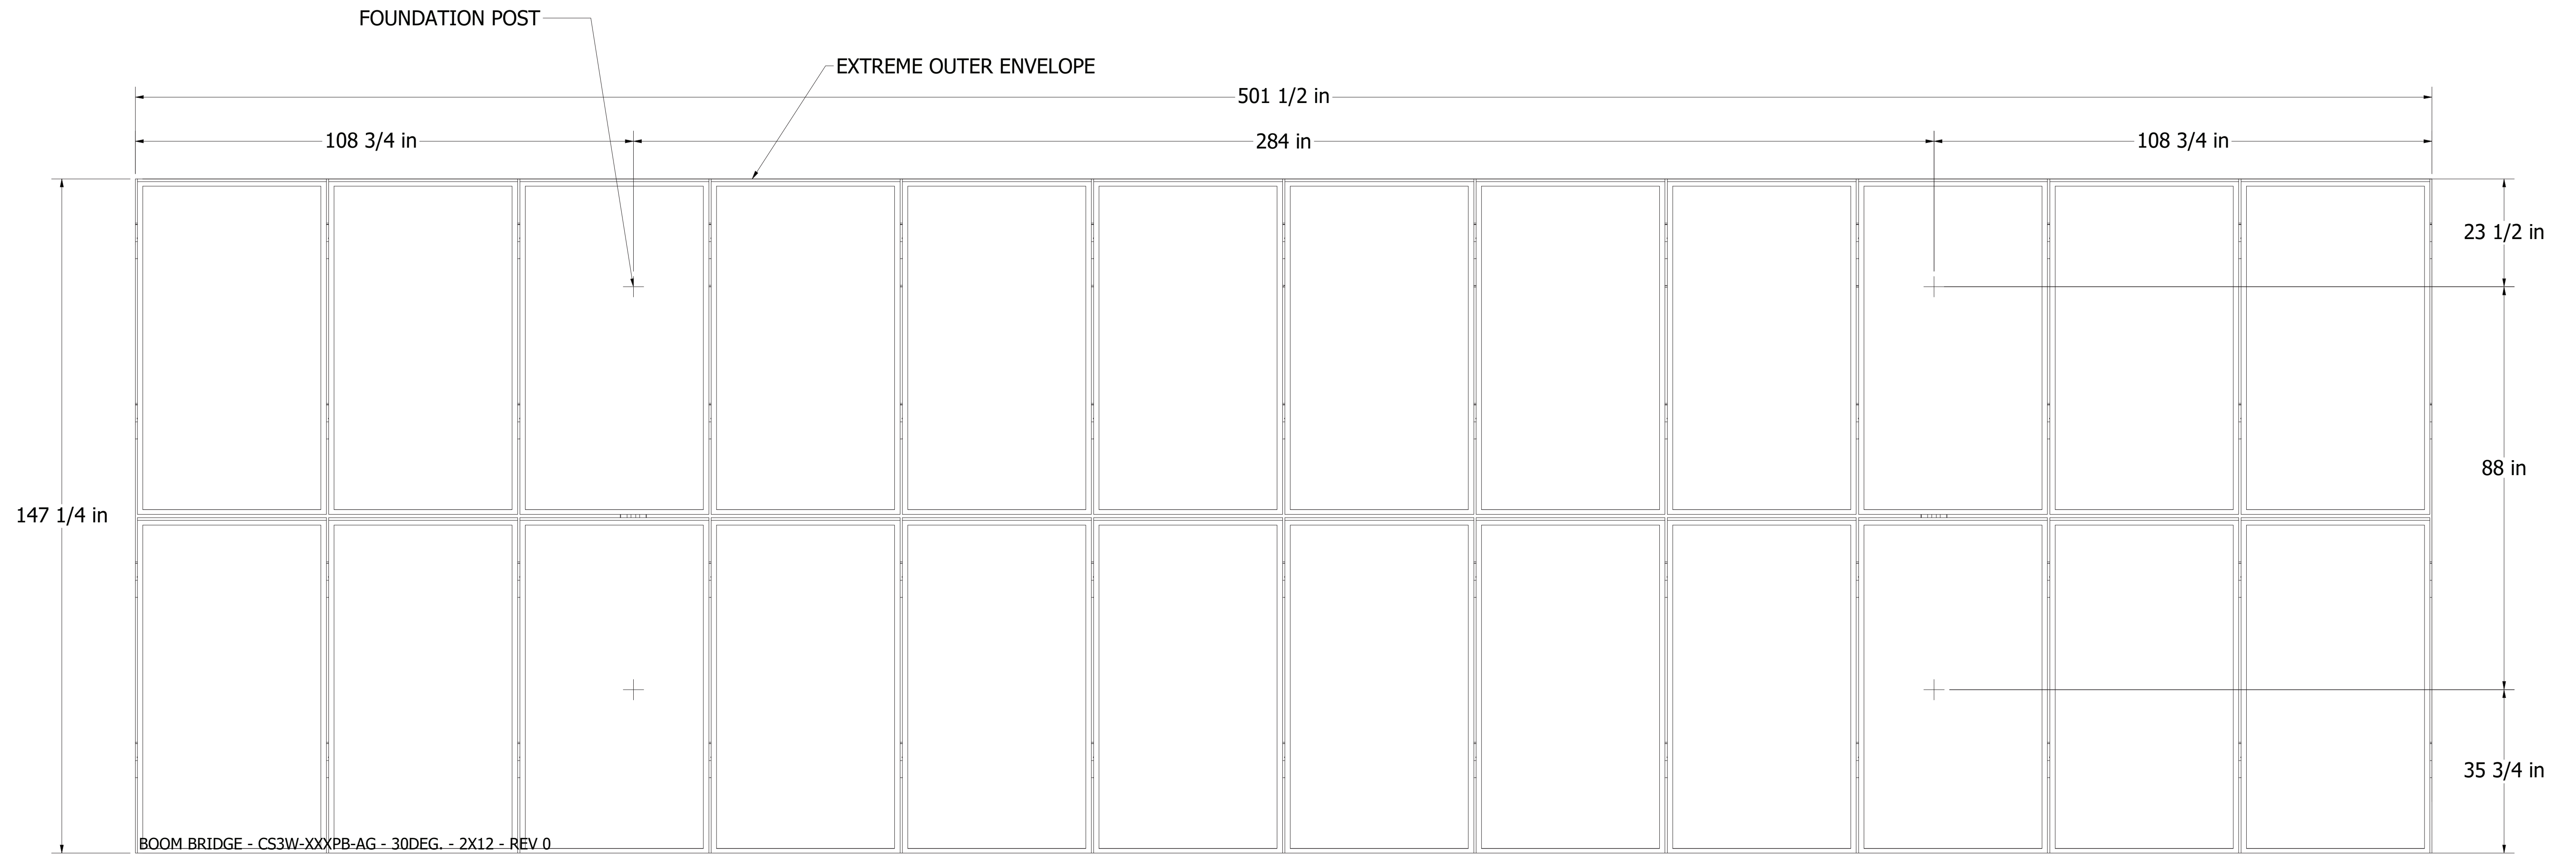 FOUNDATION POST
EXTREME OUTER ENVELOPE
501 1/2 in
108 3/4 in
284 in
108 3/4 in
23 1/2 in
88 in
147 1/4 in
35 3/4 in
BOOM BRIDGE - CS3W-XXXPB-AG - 30DEG. - 2X12 - REV 0